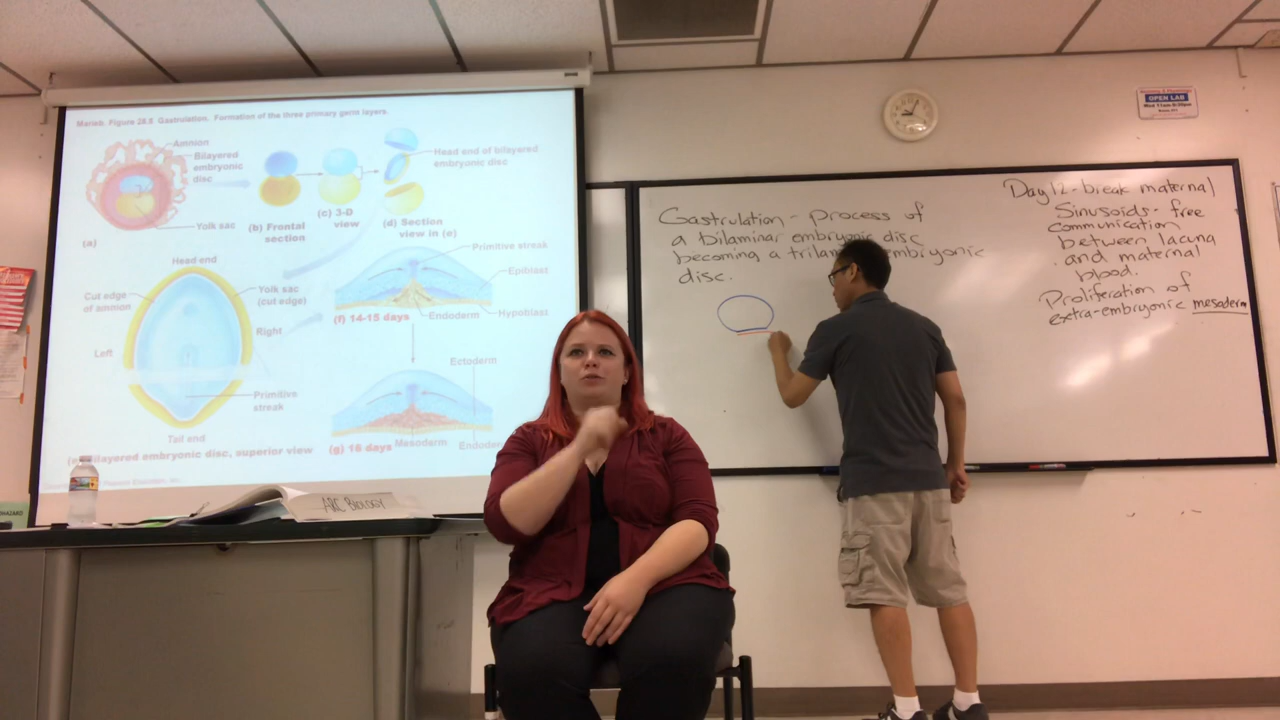 Marieb. Figure 28.8 Gastrulation. Formation of the three primary germ layers.
Amnion
Bilayered
embryonic
disc
Yolk sac
(a)
(b) Frontal
section
(c) 3-D
view
(d) Section
view in (e)
Head end of bilayered
embryonic disc
Head end
Cut edge
of amnion
Yolk sac
(cut edge)
Right
Left
Primitive
streak
Tail end
Bilayered embryonic disc, superior view
Primitive streak
Epiblast
Hypoblast
Endoderm
(f) 14-15 days
Ectoderm
(g) 16 days
Mesoderm
Endoderm
ARC BIOLOGY
OPEN LAB
Gastrulation - process of
a bilaminar embryonic disc
becoming a trilam embryonic
disc.
Day 12 - break maternal
Sinusoids - free
communication
between lacuna
and maternal
blood.
Proliferation of
extra-embryonic mesoderm